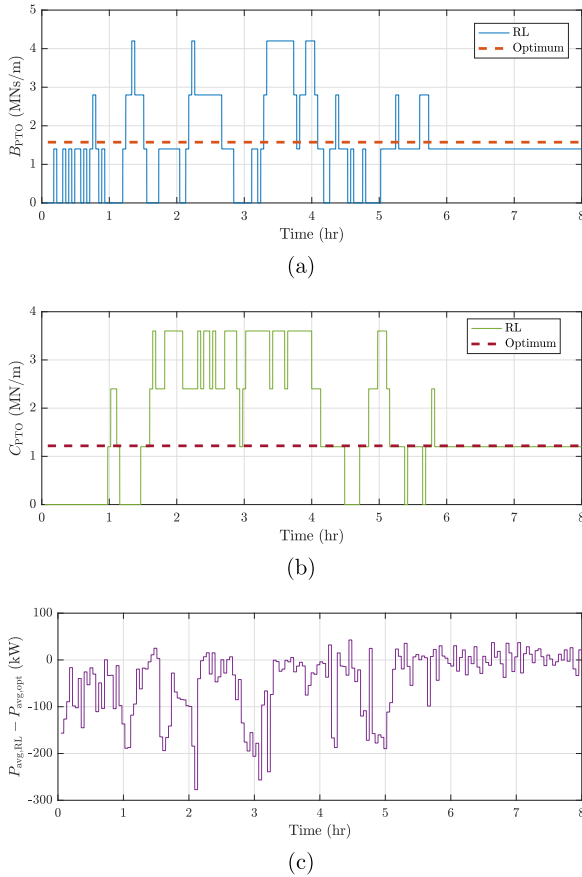 5
4
3
2
1
0
B_PTO (MNs/m)
RL
Optimum
0 1 2 3 4 5 6 7 8
Time (hr)
(a)
4
3
2
1
0
C_PTO (MN/m)
RL
Optimum
0 1 2 3 4 5 6 7 8
Time (hr)
(b)
100
0
-100
-200
-300
P_avg,RL − P_avg,opt (kW)
0 1 2 3 4 5 6 7 8
Time (hr)
(c)